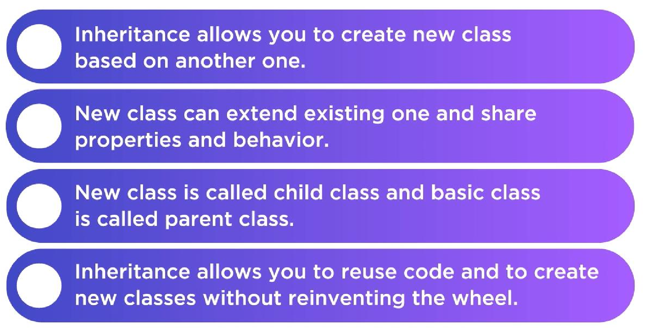 Inheritance allows you to create new class
based on another one.
New class can extend existing one and share
properties and behavior.
New class is called child class and basic class
is called parent class.
Inheritance allows you to reuse code and to create
new classes without reinventing the wheel.